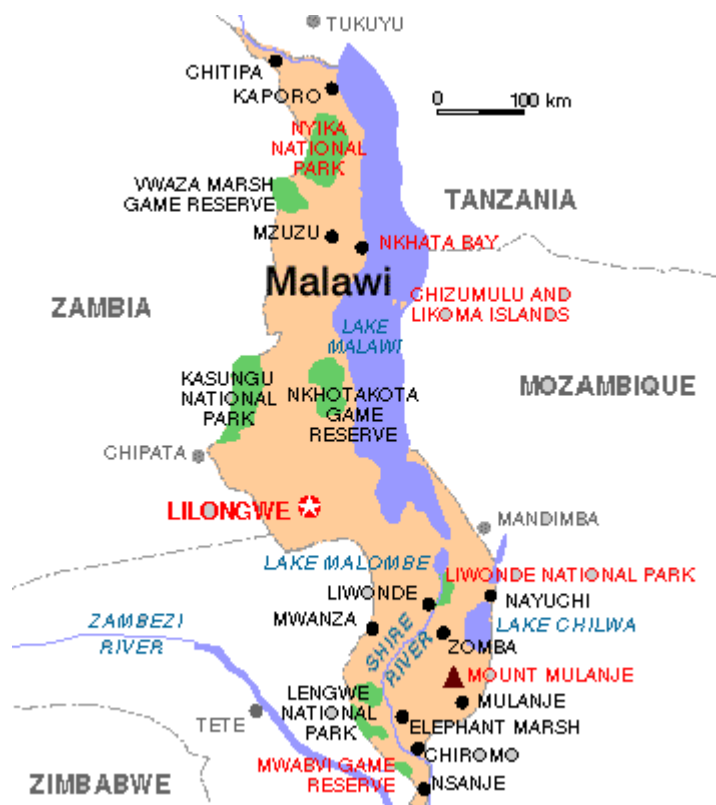 TUKUYU
CHITIPA
KAPORO
0 100 km
NYIKA
NATIONAL
PARK
VWAZA MARSH
GAME RESERVE
TANZANIA
MZUZU
NKHATA BAY
Malawi
ZAMBIA
CHIZUMULU AND
LIKOMA ISLANDS
LAKE
MALAWI
KASUNGU
NATIONAL
PARK
NKHOTAKOTA
GAME
RESERVE
MOZAMBIQUE
CHIPATA
LILONGWE
MANDIMBA
LAKE MALOMBE
LIWONDE NATIONAL PARK
LIWONDE
NAYUCHI
ZAMBEZI
RIVER
MWANZA
SHIRE
RIVER
LAKE CHILWA
ZOMBA
MOUNT MULANJE
LENGWE
NATIONAL
PARK
MULANJE
TETE
ELEPHANT MARSH
CHIROMO
MWABVI GAME
RESERVE
ZIMBABWE
NSANJE